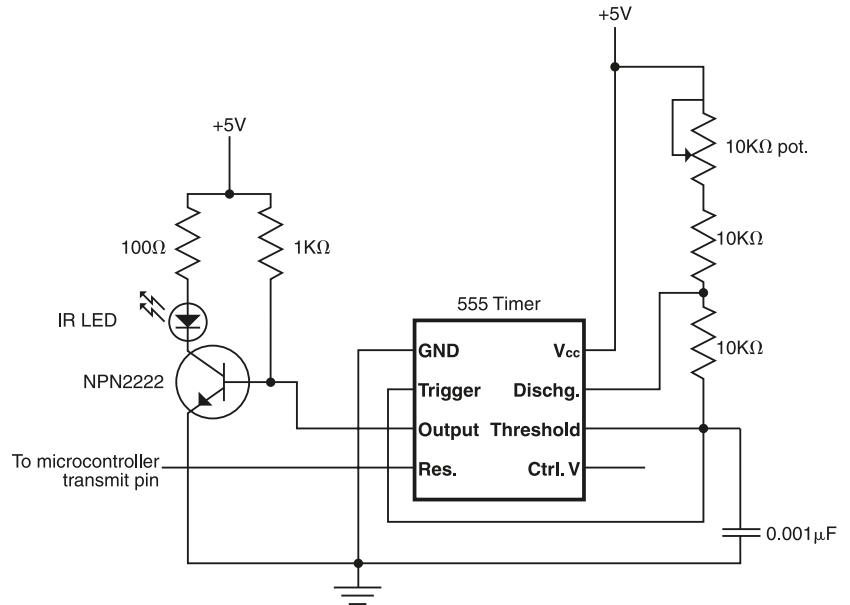 +5V
+5V
10KΩ pot.
100Ω
1KΩ
10KΩ
IR LED
555 Timer
10KΩ
NPN2222
GND
Vcc
Trigger
Dischg.
Output
Threshold
To microcontroller
transmit pin
Res.
Ctrl. V
0.001µF